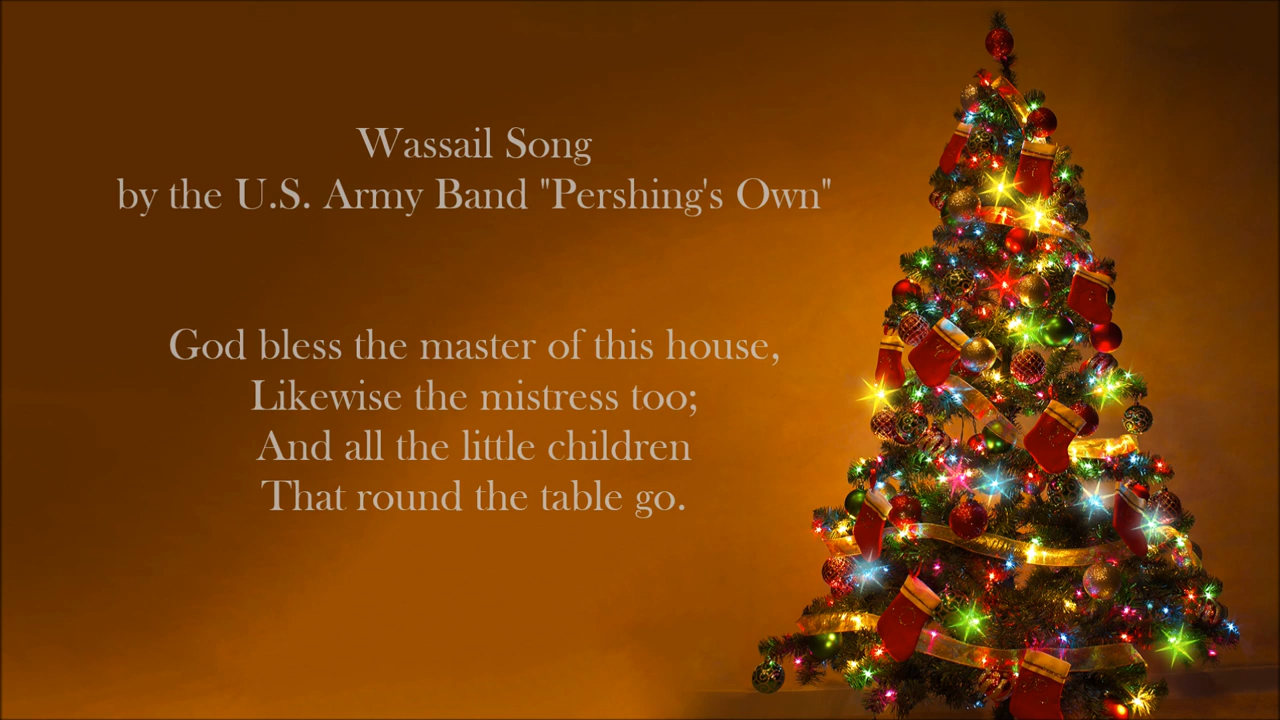 Wassail Song
by the U.S. Army Band "Pershing's Own"
God bless the master of this house,
Likewise the mistress too;
And all the little children
That round the table go.